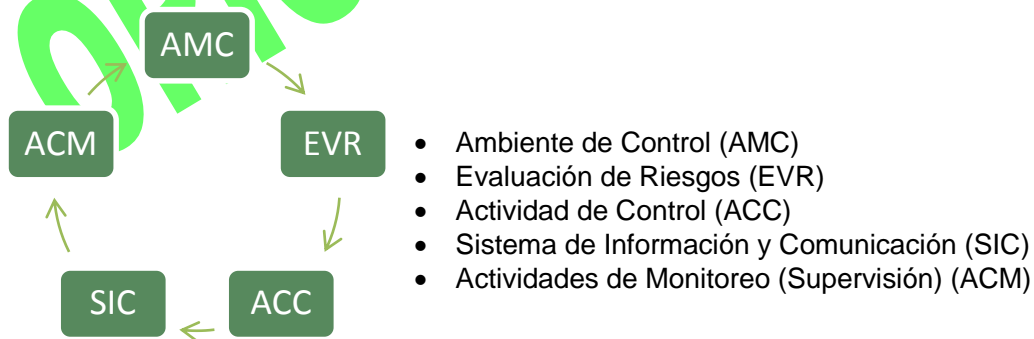 AMC
ACM
EVR
SIC
ACC
• Ambiente de Control (AMC)
• Evaluación de Riesgos (EVR)
• Actividad de Control (ACC)
• Sistema de Información y Comunicación (SIC)
• Actividades de Monitoreo (Supervisión) (ACM)